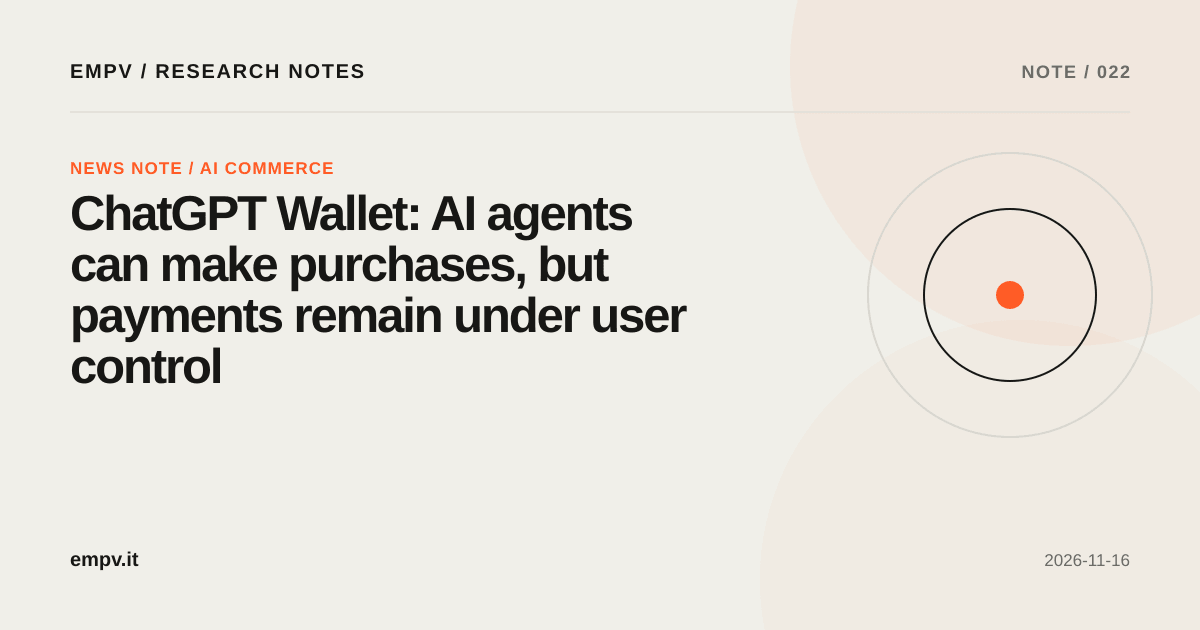 EMPV / RESEARCH NOTES
NOTE / 022
NEWS NOTE / AI COMMERCE
ChatGPT Wallet: AI agents
can make purchases, but
payments remain under user
control
empv.it
2026-11-16